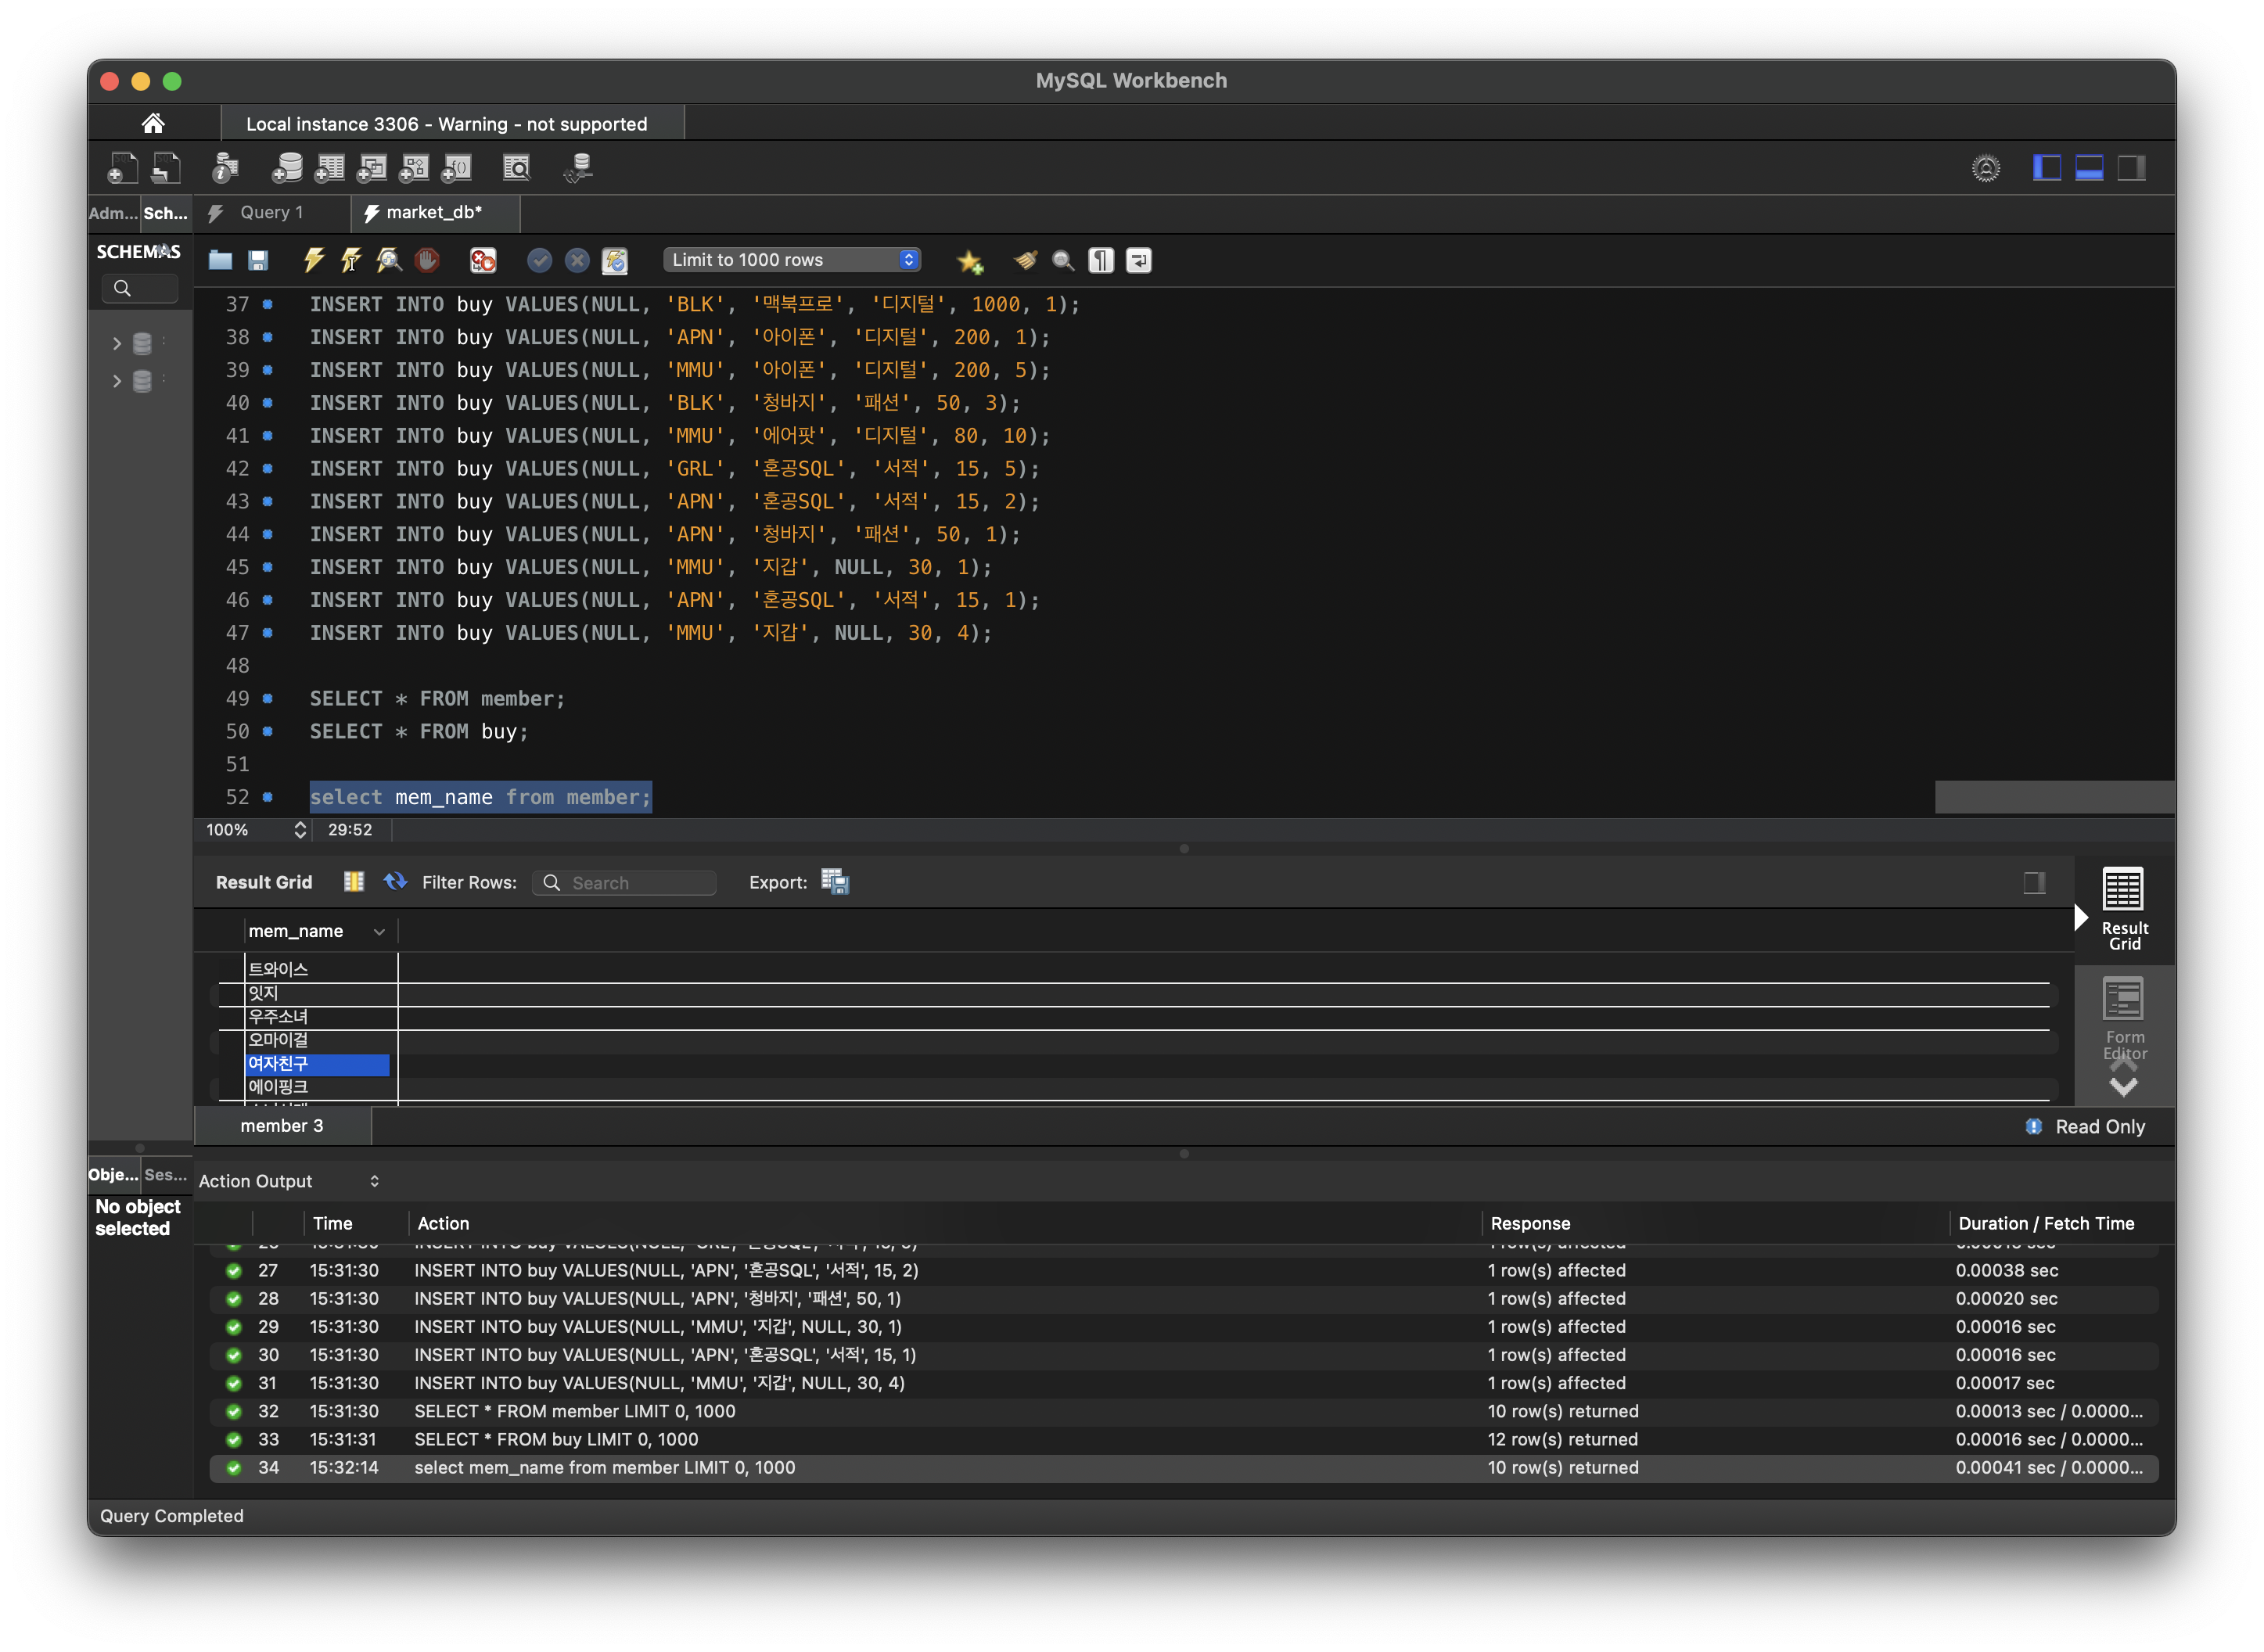 MySQL Workbench
Local instance 3306 - Warning - not supported
Adm... Sch... Query 1 market_db*
SCHEMAS
Limit to 1000 rows
37 INSERT INTO buy VALUES(NULL, 'BLK', '맥북프로', '디지털', 1000, 1);
38 INSERT INTO buy VALUES(NULL, 'APN', '아이폰', '디지털', 200, 1);
39 INSERT INTO buy VALUES(NULL, 'MMU', '아이폰', '디지털', 200, 5);
40 INSERT INTO buy VALUES(NULL, 'BLK', '청바지', '패션', 50, 3);
41 INSERT INTO buy VALUES(NULL, 'MMU', '에어팟', '디지털', 80, 10);
42 INSERT INTO buy VALUES(NULL, 'GRL', '혼공SQL', '서적', 15, 5);
43 INSERT INTO buy VALUES(NULL, 'APN', '혼공SQL', '서적', 15, 2);
44 INSERT INTO buy VALUES(NULL, 'APN', '청바지', '패션', 50, 1);
45 INSERT INTO buy VALUES(NULL, 'MMU', '지갑', NULL, 30, 1);
46 INSERT INTO buy VALUES(NULL, 'APN', '혼공SQL', '서적', 15, 1);
47 INSERT INTO buy VALUES(NULL, 'MMU', '지갑', NULL, 30, 4);
48
49 SELECT * FROM member;
50 SELECT * FROM buy;
51
52 select mem_name from member;
100% 29:52
Result Grid Filter Rows: Search Export:
mem_name
트와이스
잇지
우주소녀
오마이걸
여자친구
에이핑크
Result
Grid
Form
Editor
member 3 Read Only
Obje... Ses...
No object
selected
Action Output
Time Action Response Duration / Fetch Time
27 15:31:30 INSERT INTO buy VALUES(NULL, 'APN', '혼공SQL', '서적', 15, 2) 1 row(s) affected 0.00038 sec
28 15:31:30 INSERT INTO buy VALUES(NULL, 'APN', '청바지', '패션', 50, 1) 1 row(s) affected 0.00020 sec
29 15:31:30 INSERT INTO buy VALUES(NULL, 'MMU', '지갑', NULL, 30, 1) 1 row(s) affected 0.00016 sec
30 15:31:30 INSERT INTO buy VALUES(NULL, 'APN', '혼공SQL', '서적', 15, 1) 1 row(s) affected 0.00016 sec
31 15:31:30 INSERT INTO buy VALUES(NULL, 'MMU', '지갑', NULL, 30, 4) 1 row(s) affected 0.00017 sec
32 15:31:30 SELECT * FROM member LIMIT 0, 1000 10 row(s) returned 0.00013 sec / 0.0000...
33 15:31:31 SELECT * FROM buy LIMIT 0, 1000 12 row(s) returned 0.00016 sec / 0.0000...
34 15:32:14 select mem_name from member LIMIT 0, 1000 10 row(s) returned 0.00041 sec / 0.0000...
Query Completed